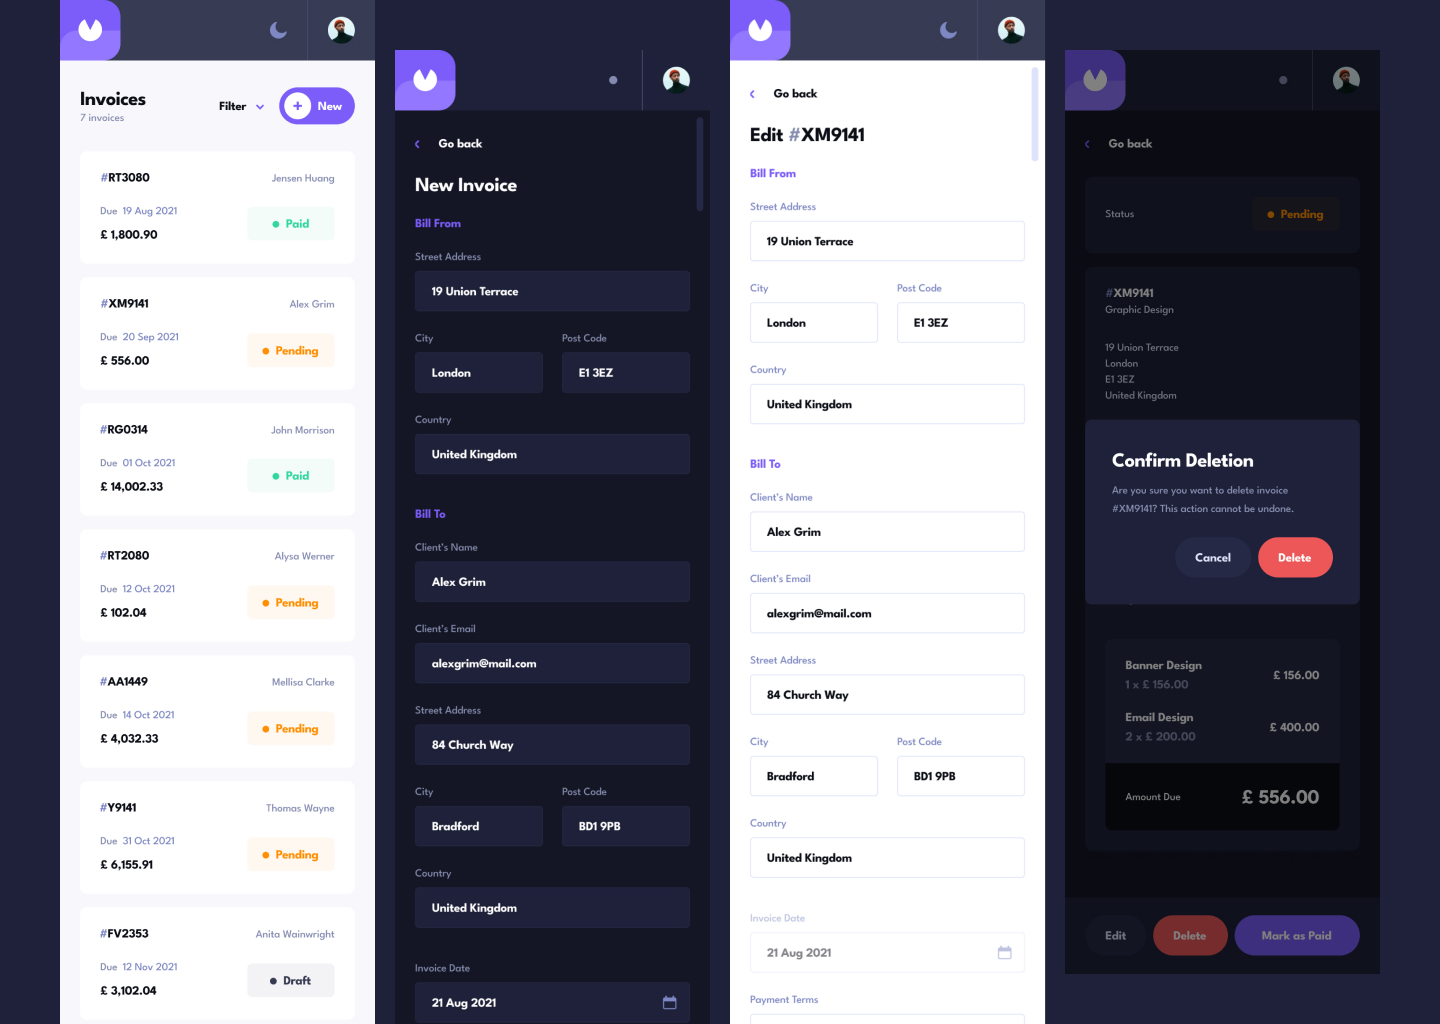 Invoices
7 invoices
Filter
+ New
#RT3080
Jensen Huang
Due 19 Aug 2021
£ 1,800.90
Paid
#XM9141
Alex Grim
Due 20 Sep 2021
£ 556.00
Pending
#RG0314
John Morrison
Due 01 Oct 2021
£ 14,002.33
Paid
#RT2080
Alysa Werner
Due 12 Oct 2021
£ 102.04
Pending
#AA1449
Mellisa Clarke
Due 14 Oct 2021
£ 4,032.33
Pending
#Y9141
Thomas Wayne
Due 31 Oct 2021
£ 6,155.91
Pending
#FV2353
Anita Wainwright
Due 12 Nov 2021
£ 3,102.04
Draft
Go back
New Invoice
Bill From
Street Address
19 Union Terrace
City
Post Code
London
E1 3EZ
Country
United Kingdom
Bill To
Client's Name
Alex Grim
Client's Email
alexgrim@mail.com
Street Address
84 Church Way
City
Post Code
Bradford
BD1 9PB
Country
United Kingdom
Invoice Date
21 Aug 2021
Go back
Edit #XM9141
Bill From
Street Address
19 Union Terrace
City
Post Code
London
E1 3EZ
Country
United Kingdom
Bill To
Client's Name
Alex Grim
Client's Email
alexgrim@mail.com
Street Address
84 Church Way
City
Post Code
Bradford
BD1 9PB
Country
United Kingdom
Invoice Date
21 Aug 2021
Payment Terms
Go back
Status
Pending
#XM9141
Graphic Design
19 Union Terrace
London
E1 3EZ
United Kingdom
Confirm Deletion
Are you sure you want to delete invoice
#XM9141? This action cannot be undone.
Cancel
Delete
Banner Design
1 x £ 156.00
£ 156.00
Email Design
2 x £ 200.00
£ 400.00
Amount Due
£ 556.00
Edit
Delete
Mark as Paid